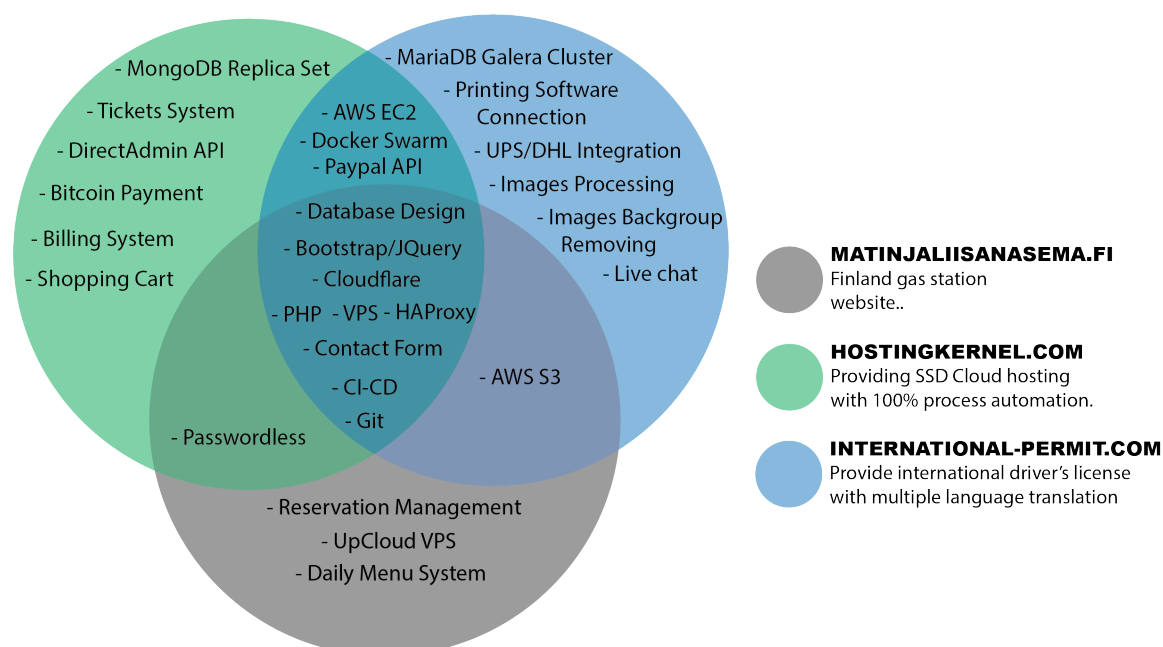 - MongoDB Replica Set
- Tickets System
- DirectAdmin API
- Bitcoin Payment
- Billing System
- Shopping Cart
- AWS EC2
- Docker Swarm
- Paypal API
- MariaDB Galera Cluster
- Printing Software
Connection
- UPS/DHL Integration
- Images Processing
- Images Backgroup
Removing
- Live chat
- Database Design
- Bootstrap/JQuery
- Cloudflare
- PHP - VPS - HAProxy
- Contact Form
- CI-CD
- Git
- AWS S3
- Passwordless
- Reservation Management
- UpCloud VPS
- Daily Menu System
MATINJALIISANASEMA.FI
Finland gas station
website..
HOSTINGKERNEL.COM
Providing SSD Cloud hosting
with 100% process automation.
INTERNATIONAL-PERMIT.COM
Provide international driver's license
with multiple language translation